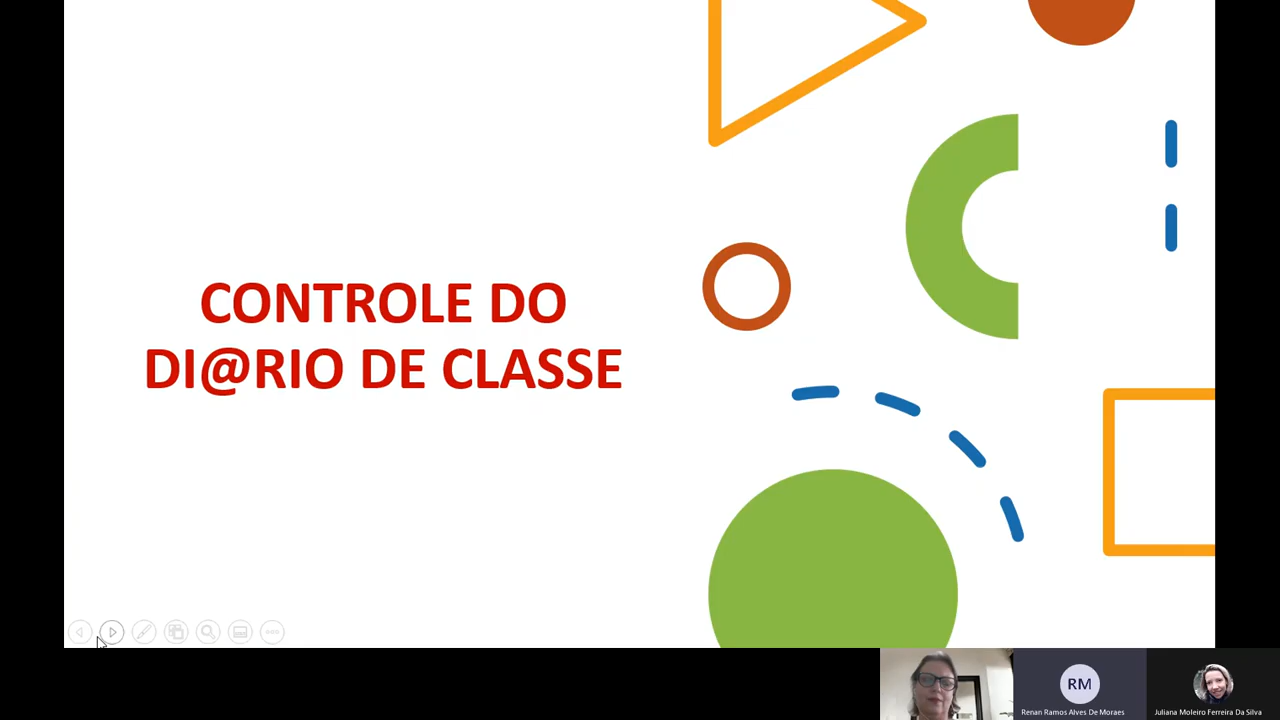 CONTROLE DO
DI@RIO DE CLASSE
RM
Renan Ramos Alves De Moraes
Juliana Moleiro Ferreira Da Silva